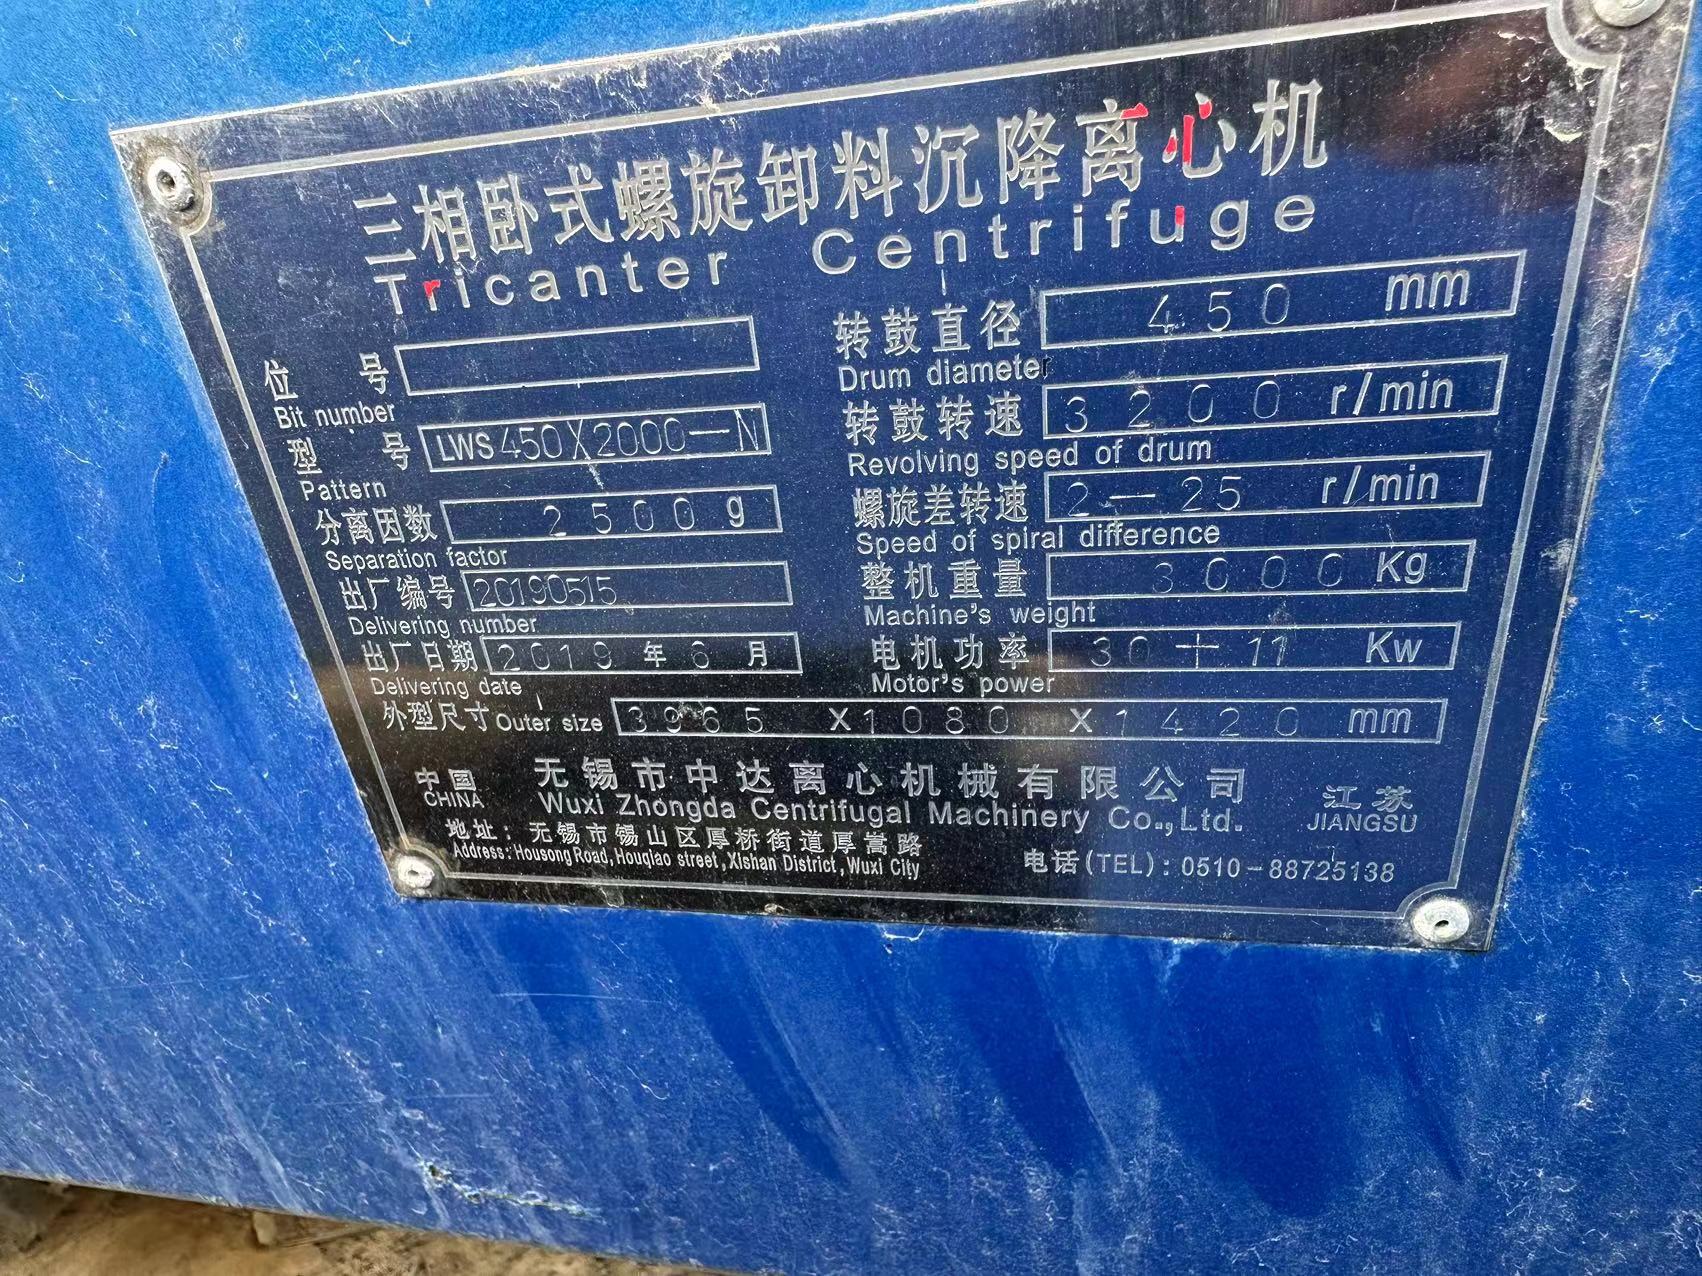 三相卧式螺旋卸料沉降离心机
Tricanter Centrifuge
位号
Bit number
型号 LWS450X2000-N
Pattern
分离因数 2500g
Separation factor
出厂编号 20190515
Delivering number
出厂日期 2019年6月
Delivering date
转鼓直径 450 mm
Drum diameter
转鼓转速 3200 r/min
Revolving speed of drum
螺旋差转速 2—25 r/min
Speed of spiral difference
整机重量 3000 Kg
Machine's weight
电机功率 30+11 Kw
Motor's power
外型尺寸 Outer size 3965 X1080 X1420 mm
中国 无锡市中达离心机械有限公司 江苏
CHINA Wuxi Zhongda Centrifugal Machinery Co.,Ltd. JIANGSU
地址：无锡市锡山区厚桥街道厚嵩路
Address:Housong Road,Houqiao street,Xishan District,Wuxi City 电话(TEL):0510-88725138